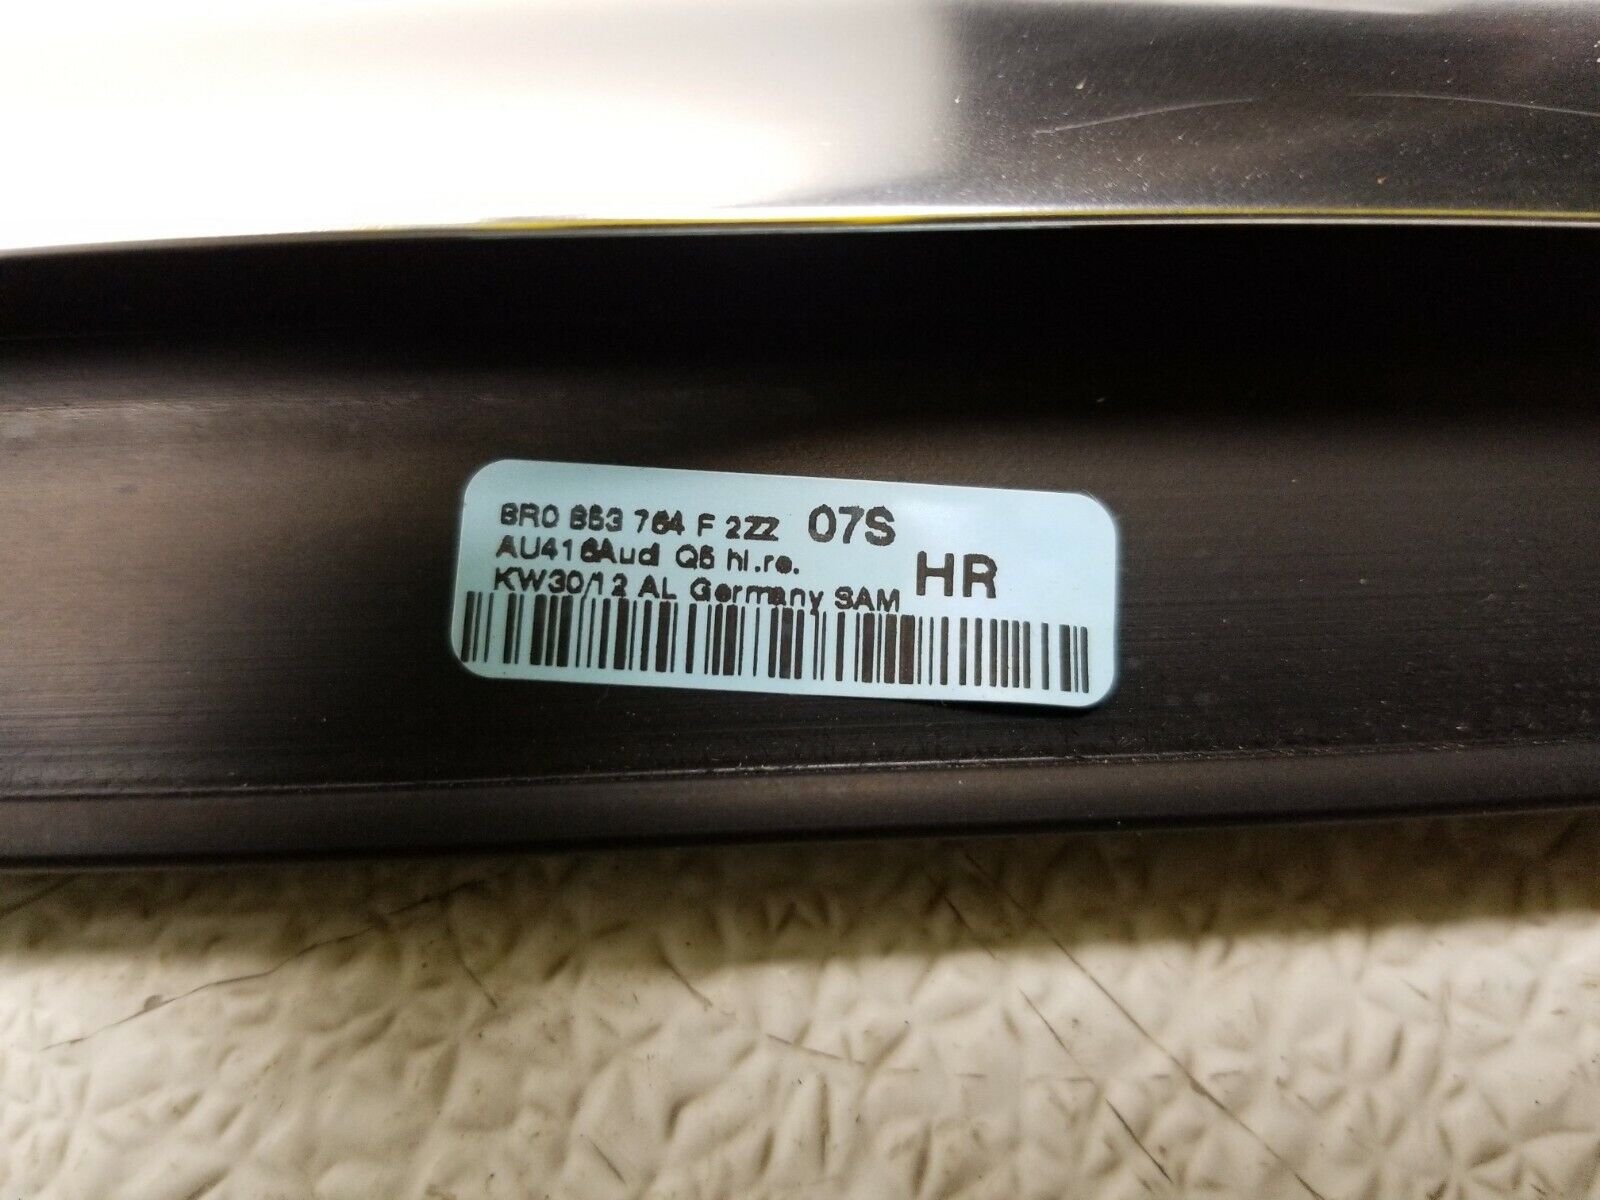 8R0 853 764 F 2ZZ 07S
AU416Audi Q5 hi.re. HR
KW30/12 AL Germany SAM